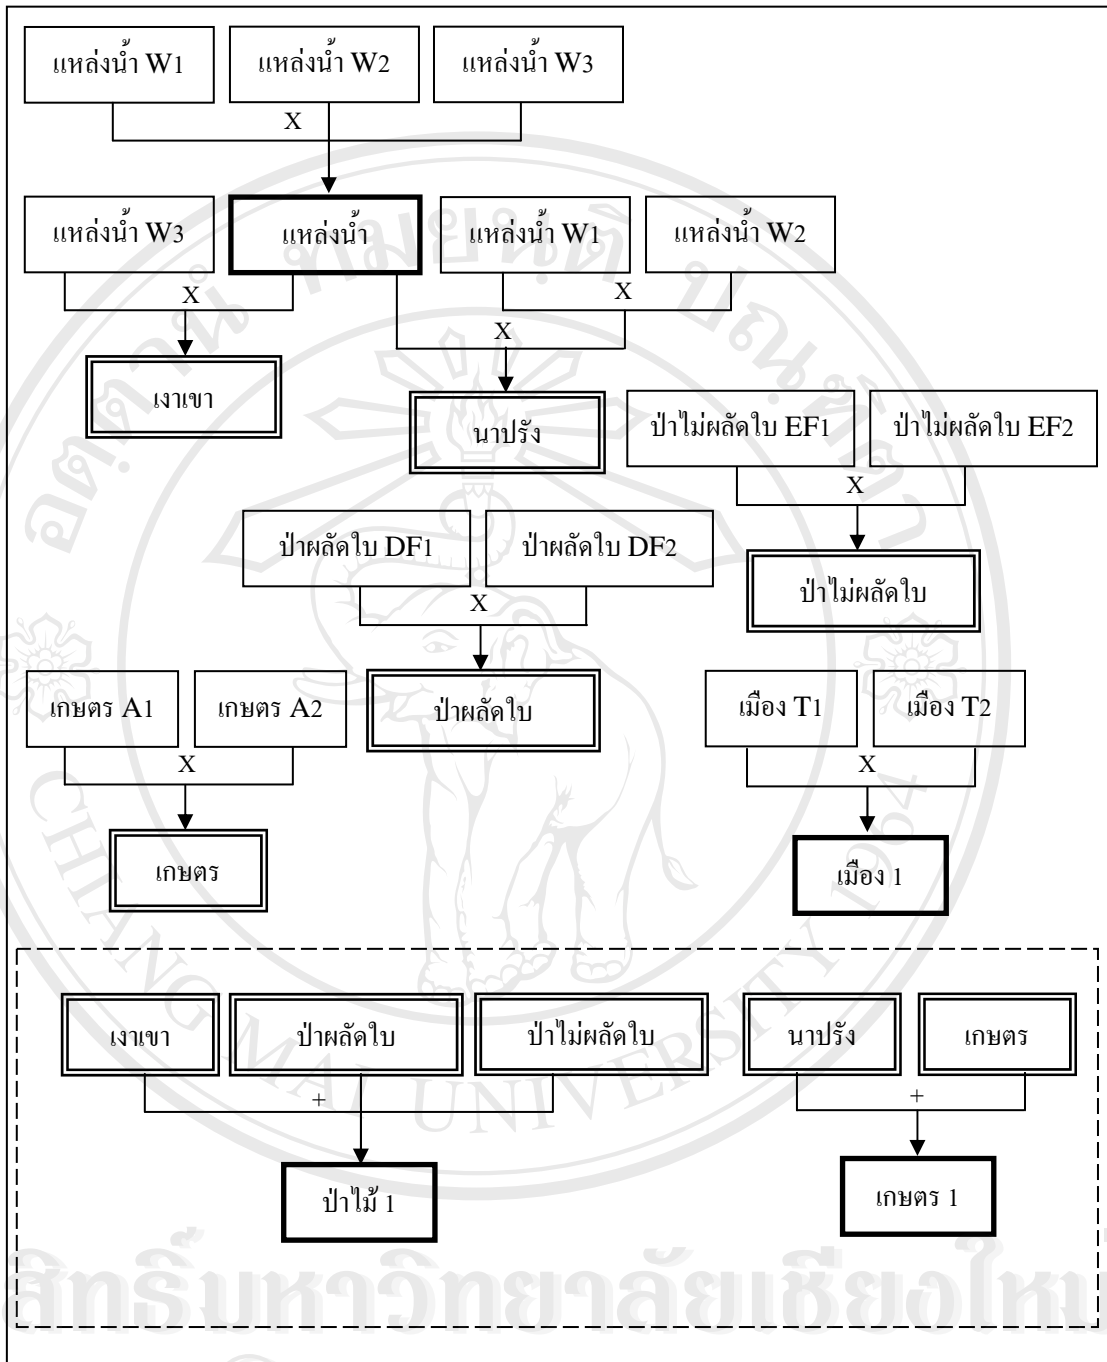 แหล่งน้ำ W1
แหล่งน้ำ W2
แหล่งน้ำ W3
X
แหล่งน้ำ W3
แหล่งน้ำ
แหล่งน้ำ W1
แหล่งน้ำ W2
X
X
X
เงาเขา
นาปรัง
ป่าไม่ผลัดใบ EF1
ป่าไม่ผลัดใบ EF2
X
ป่าผลัดใบ DF1
ป่าผลัดใบ DF2
ป่าไม่ผลัดใบ
X
เกษตร A1
เกษตร A2
ป่าผลัดใบ
เมือง T1
เมือง T2
X
X
เกษตร
เมือง 1
เงาเขา
ป่าผลัดใบ
ป่าไม่ผลัดใบ
นาปรัง
เกษตร
+
+
ป่าไม้ 1
เกษตร 1
CHIANG MAI UNIVERSITY 1964
สิทธิ์มหาวิทยาลัยเชียงใหม่